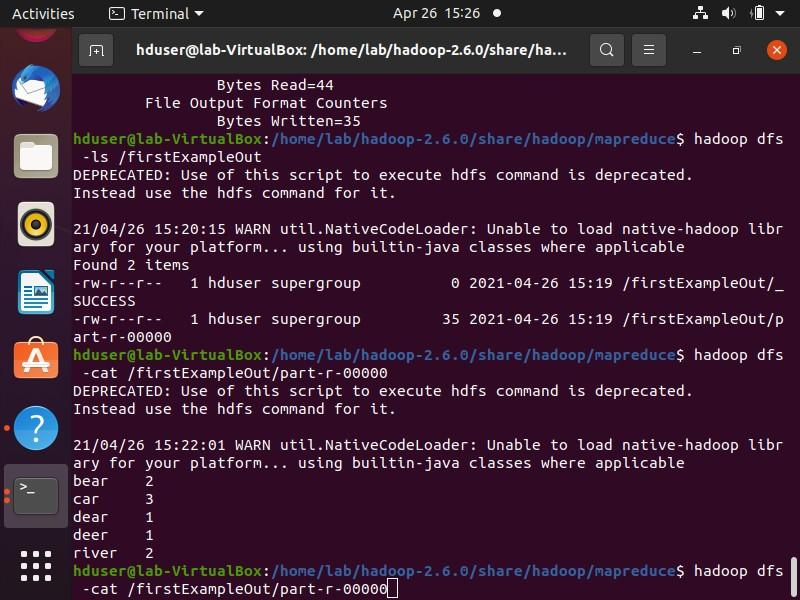 Activities
Terminal
Apr 26 15:26
hduser@lab-VirtualBox: /home/lab/hadoop-2.6.0/share/ha...
Bytes Read=44
File Output Format Counters
Bytes Written=35
hduser@lab-VirtualBox:/home/lab/hadoop-2.6.0/share/hadoop/mapreduce$ hadoop dfs
-ls /firstExampleOut
DEPRECATED: Use of this script to execute hdfs command is deprecated.
Instead use the hdfs command for it.
21/04/26 15:20:15 WARN util.NativeCodeLoader: Unable to load native-hadoop libr
ary for your platform... using builtin-java classes where applicable
Found 2 items
-rw-r--r-- 1 hduser supergroup 0 2021-04-26 15:19 /firstExampleOut/_
SUCCESS
-rw-r--r-- 1 hduser supergroup 35 2021-04-26 15:19 /firstExampleOut/p
art-r-00000
hduser@lab-VirtualBox:/home/lab/hadoop-2.6.0/share/hadoop/mapreduce$ hadoop dfs
-cat /firstExampleOut/part-r-00000
DEPRECATED: Use of this script to execute hdfs command is deprecated.
Instead use the hdfs command for it.
21/04/26 15:22:01 WARN util.NativeCodeLoader: Unable to load native-hadoop libr
ary for your platform... using builtin-java classes where applicable
bear 2
car 3
dear 1
deer 1
river 2
hduser@lab-VirtualBox:/home/lab/hadoop-2.6.0/share/hadoop/mapreduce$ hadoop dfs
-cat /firstExampleOut/part-r-00000